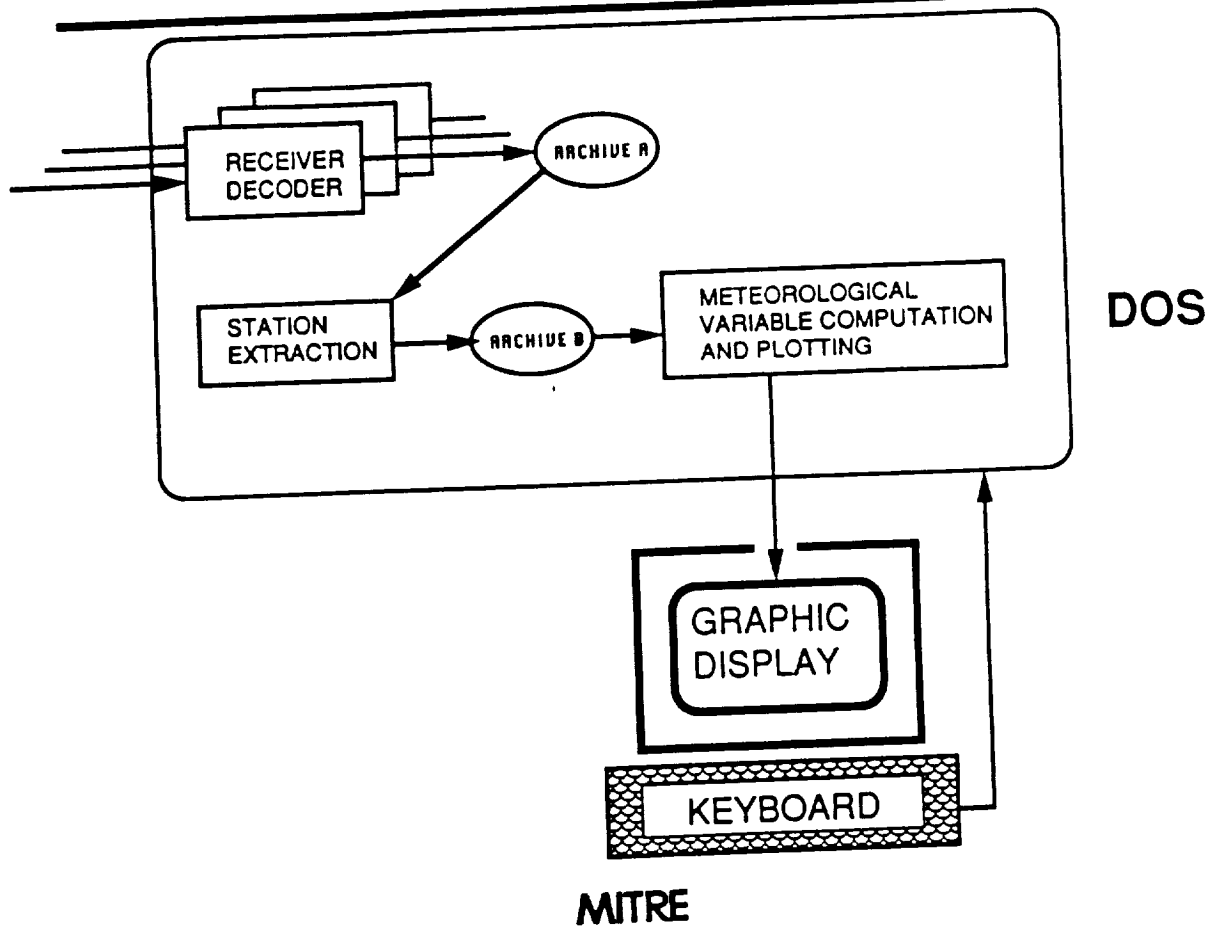 RECEIVER
DECODER
ARCHIVE A
STATION
EXTRACTION
ARCHIVE B
METEOROLOGICAL
VARIABLE COMPUTATION
AND PLOTTING
DOS
GRAPHIC
DISPLAY
KEYBOARD
MITRE